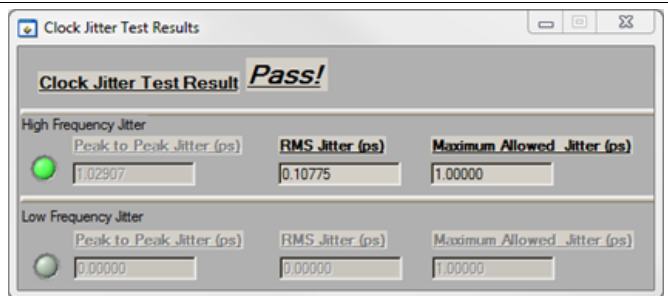 Clock Jitter Test Results
Clock Jitter Test Result Pass!
High Frequency Jitter
Peak to Peak Jitter (ps) RMS Jitter (ps) Maximum Allowed Jitter (ps)
1.02907 0.10775 1.00000
Low Frequency Jitter
Peak to Peak Jitter (ps) RMS Jitter (ps) Maximum Allowed Jitter (ps)
0.00000 0.00000 1.00000